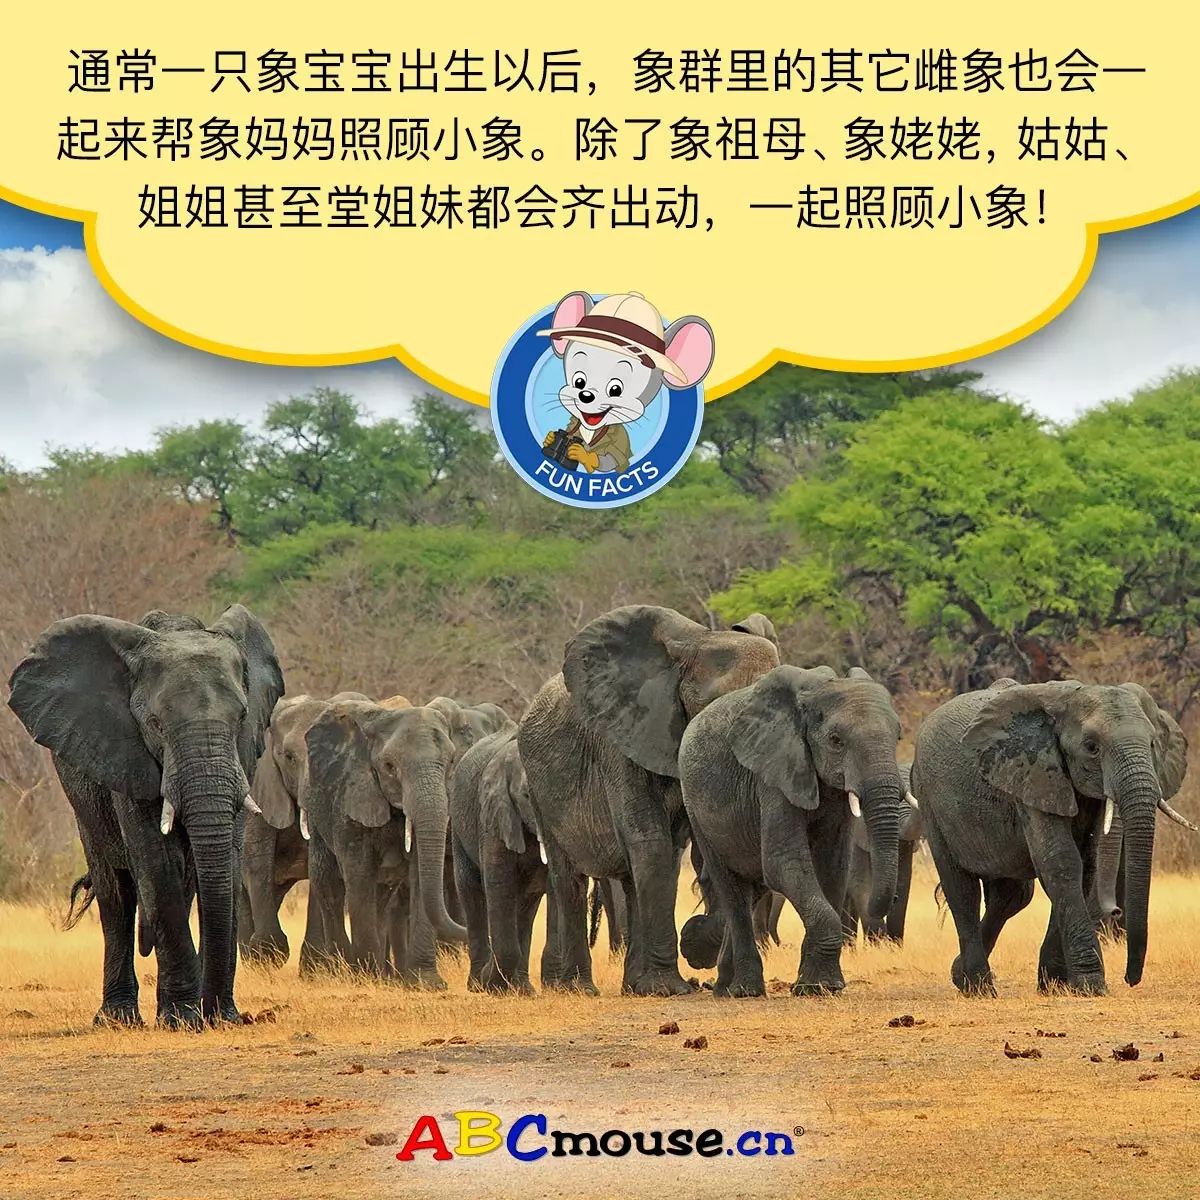 通常一只象宝宝出生以后，象群里的其它雌象也会一
起来帮象妈妈照顾小象。除了象祖母、象姥姥，姑姑、
姐姐甚至堂姐妹都会齐出动，一起照顾小象！
FUN FACTS
ABCmouse.cn®